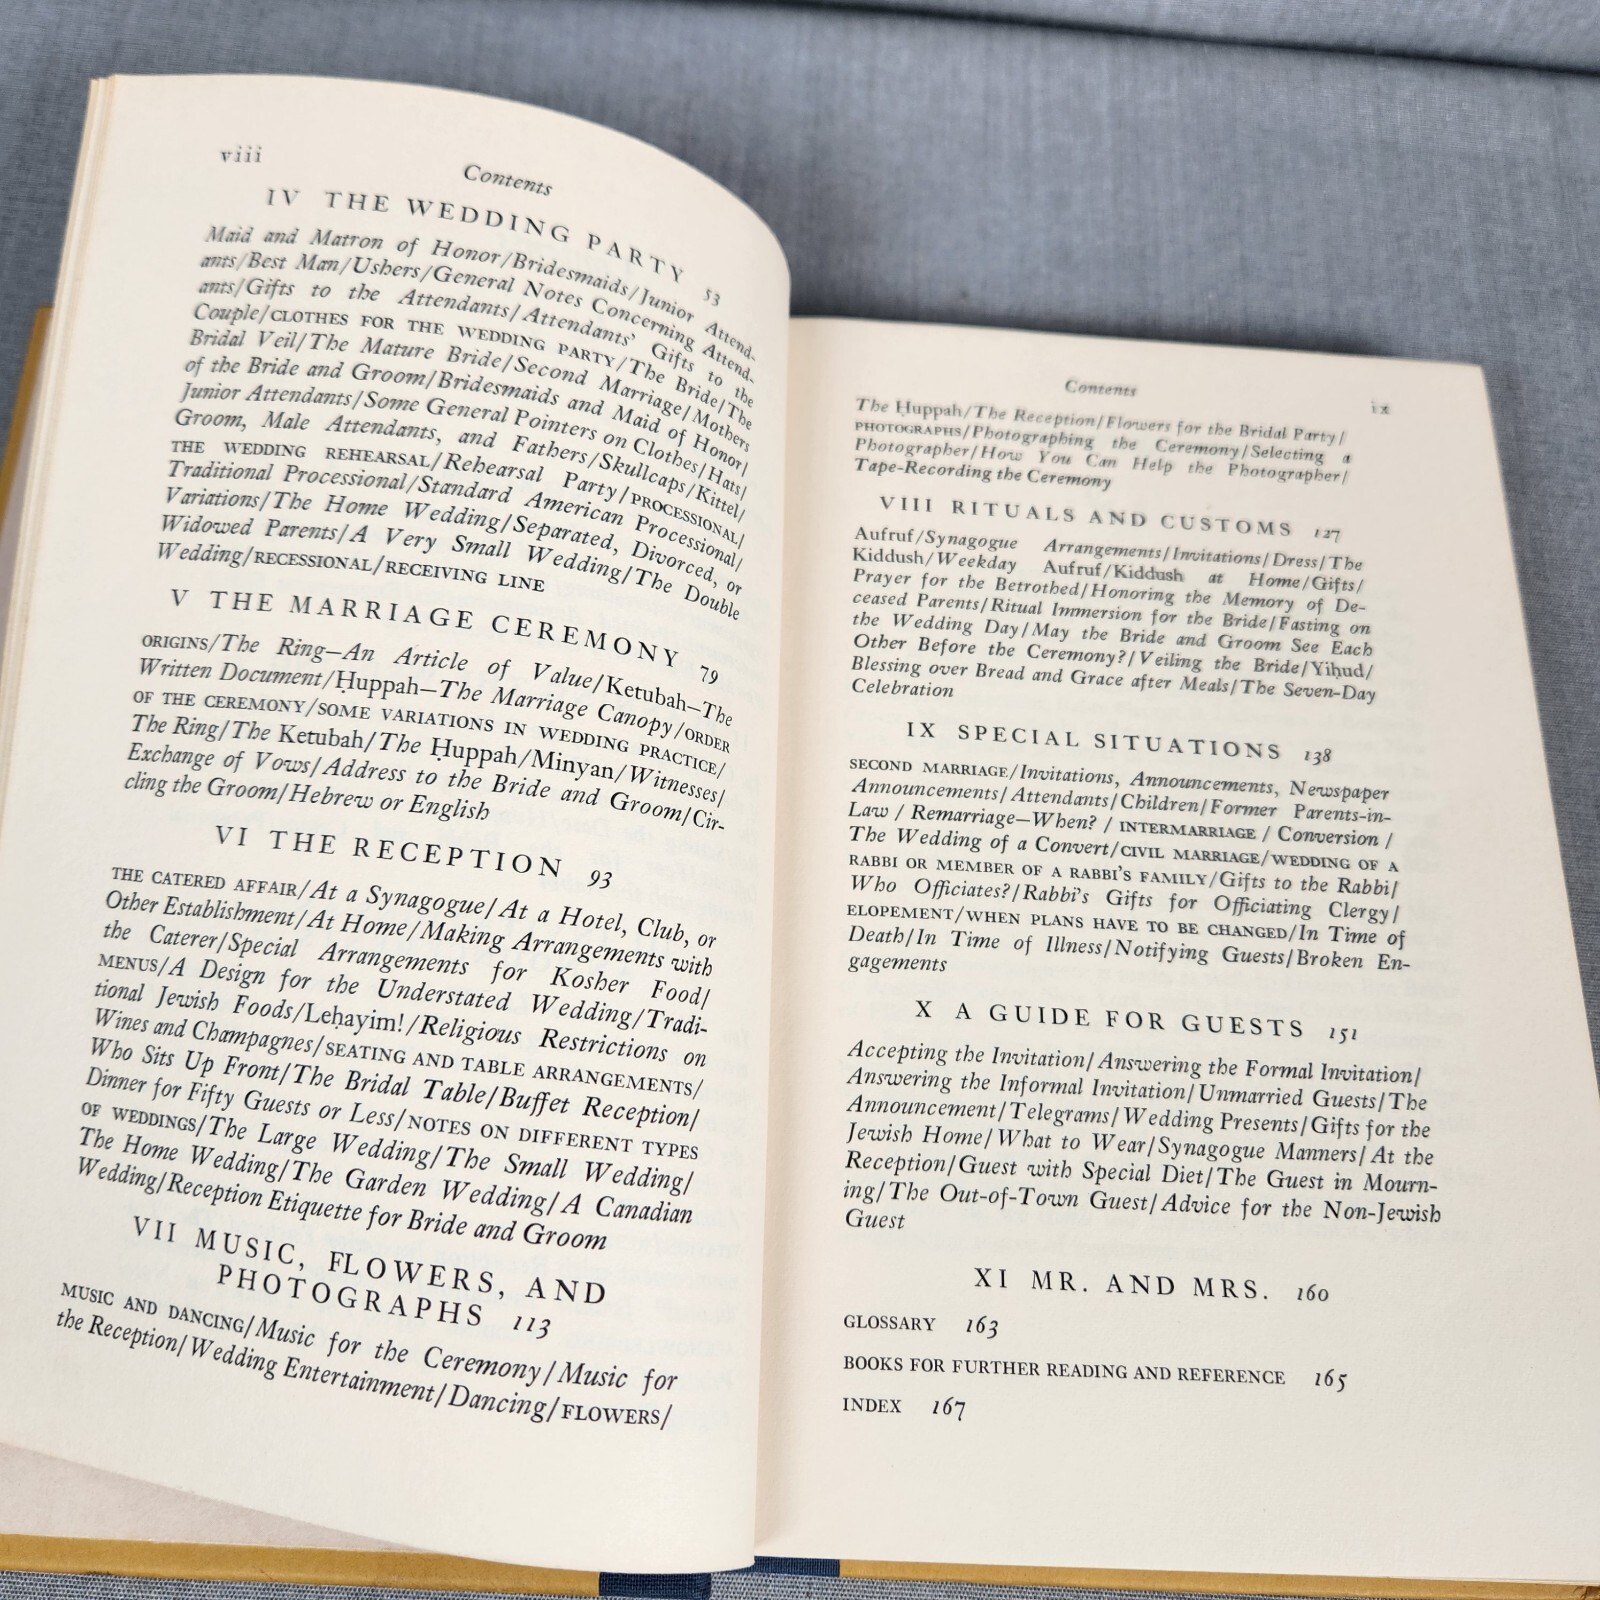 viii
Contents
IV THE WEDDING PARTY 53
Maid and Matron of Honor/Bridesmaids/Junior Attend-
ants/Best Man/Ushers/General Notes Concerning Attend-
ants/Gifts to the Attendants/Attendants' Gifts to the
Couple/CLOTHES FOR THE WEDDING PARTY/The Bride/The
Bridal Veil/The Mature Bride/Second Marriage/Mothers
of the Bride and Groom/Bridesmaids and Maid of Honor/
Junior Attendants/Some General Pointers on Clothes/Hats/
Groom, Male Attendants, and Fathers/Skullcaps/Kittel/
THE WEDDING REHEARSAL/Rehearsal Party/PROCESSIONAL/
Traditional Processional/Standard American Processional/
Variations/The Home Wedding/Separated, Divorced, or
Widowed Parents/A Very Small Wedding/The Double
Wedding/RECESSIONAL/RECEIVING LINE
V THE MARRIAGE CEREMONY 79
ORIGINS/The Ring—An Article of Value/Ketubah—The
Written Document/Ḥuppah—The Marriage Canopy/ORDER
OF THE CEREMONY/SOME VARIATIONS IN WEDDING PRACTICE/
The Ring/The Ketubah/The Ḥuppah/Minyan/Witnesses/
Exchange of Vows/Address to the Bride and Groom/Cir-
cling the Groom/Hebrew or English
VI THE RECEPTION 93
THE CATERED AFFAIR/At a Synagogue/At a Hotel, Club, or
Other Establishment/At Home/Making Arrangements with
the Caterer/Special Arrangements for Kosher Food/
MENUS/A Design for the Understated Wedding/Tradi-
tional Jewish Foods/Leḥayim!/Religious Restrictions on
Wines and Champagnes/SEATING AND TABLE ARRANGEMENTS/
Who Sits Up Front/The Bridal Table/Buffet Reception/
Dinner for Fifty Guests or Less/NOTES ON DIFFERENT TYPES
OF WEDDINGS/The Large Wedding/The Small Wedding/
The Home Wedding/The Garden Wedding/A Canadian
Wedding/Reception Etiquette for Bride and Groom
VII MUSIC, FLOWERS, AND
PHOTOGRAPHS 113
MUSIC AND DANCING/Music for the Ceremony/Music for
the Reception/Wedding Entertainment/Dancing/FLOWERS/
Contents
ix
The Ḥuppah/The Reception/Flowers for the Bridal Party/
PHOTOGRAPHS/Photographing the Ceremony/Selecting a
Photographer/How You Can Help the Photographer/
Tape-Recording the Ceremony
VIII RITUALS AND CUSTOMS 127
Aufruf/Synagogue Arrangements/Invitations/Dress/The
Kiddush/Weekday Aufruf/Kiddush at Home/Gifts/
Prayer for the Betrothed/Honoring the Memory of De-
ceased Parents/Ritual Immersion for the Bride/Fasting on
the Wedding Day/May the Bride and Groom See Each
Other Before the Ceremony?/Veiling the Bride/Yiḥud/
Blessing over Bread and Grace after Meals/The Seven-Day
Celebration
IX SPECIAL SITUATIONS 138
SECOND MARRIAGE/Invitations, Announcements, Newspaper
Announcements/Attendants/Children/Former Parents-in-
Law / Remarriage—When? / INTERMARRIAGE / Conversion /
The Wedding of a Convert/CIVIL MARRIAGE/WEDDING OF A
RABBI OR MEMBER OF A RABBI'S FAMILY/Gifts to the Rabbi/
Who Officiates?/Rabbi's Gifts for Officiating Clergy/
ELOPEMENT/WHEN PLANS HAVE TO BE CHANGED/In Time of
Death/In Time of Illness/Notifying Guests/Broken En-
gagements
X A GUIDE FOR GUESTS 151
Accepting the Invitation/Answering the Formal Invitation/
Answering the Informal Invitation/Unmarried Guests/The
Announcement/Telegrams/Wedding Presents/Gifts for the
Jewish Home/What to Wear/Synagogue Manners/At the
Reception/Guest with Special Diet/The Guest in Mourn-
ing/The Out-of-Town Guest/Advice for the Non-Jewish
Guest
XI MR. AND MRS. 160
GLOSSARY 163
BOOKS FOR FURTHER READING AND REFERENCE 165
INDEX 167